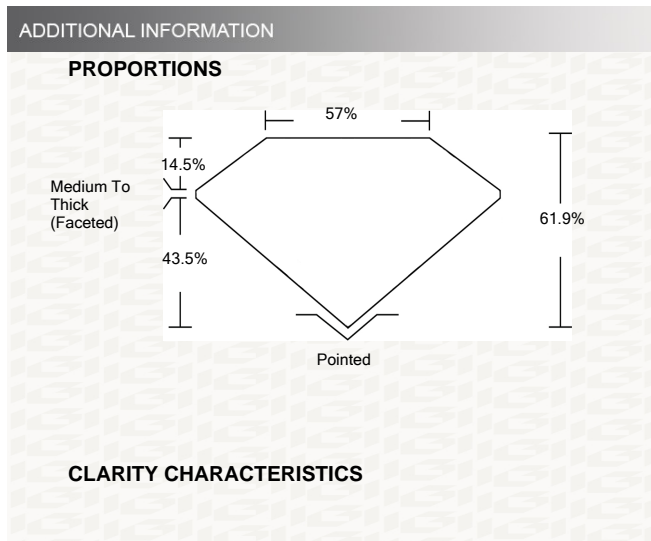 ADDITIONAL INFORMATION
PROPORTIONS
57%
14.5%
Medium To
Thick
(Faceted)
61.9%
43.5%
Pointed
CLARITY CHARACTERISTICS